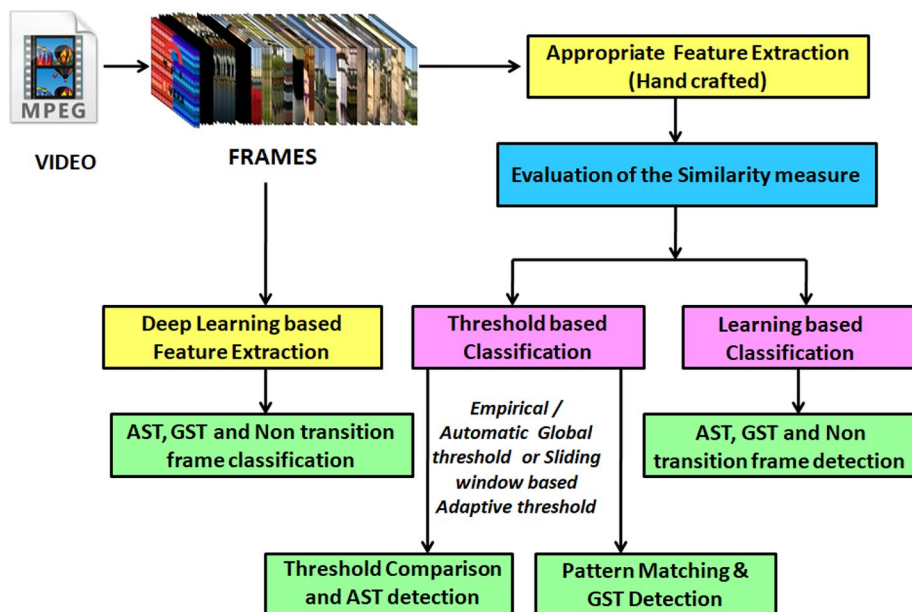 MPEG
VIDEO
FRAMES
Appropriate Feature Extraction
(Hand crafted)
Evaluation of the Similarity measure
Deep Learning based
Feature Extraction
Threshold based
Classification
Learning based
Classification
AST, GST and Non transition
frame classification
Empirical /
Automatic Global
threshold or Sliding
window based
Adaptive threshold
AST, GST and Non
transition frame detection
Threshold Comparison
and AST detection
Pattern Matching &
GST Detection